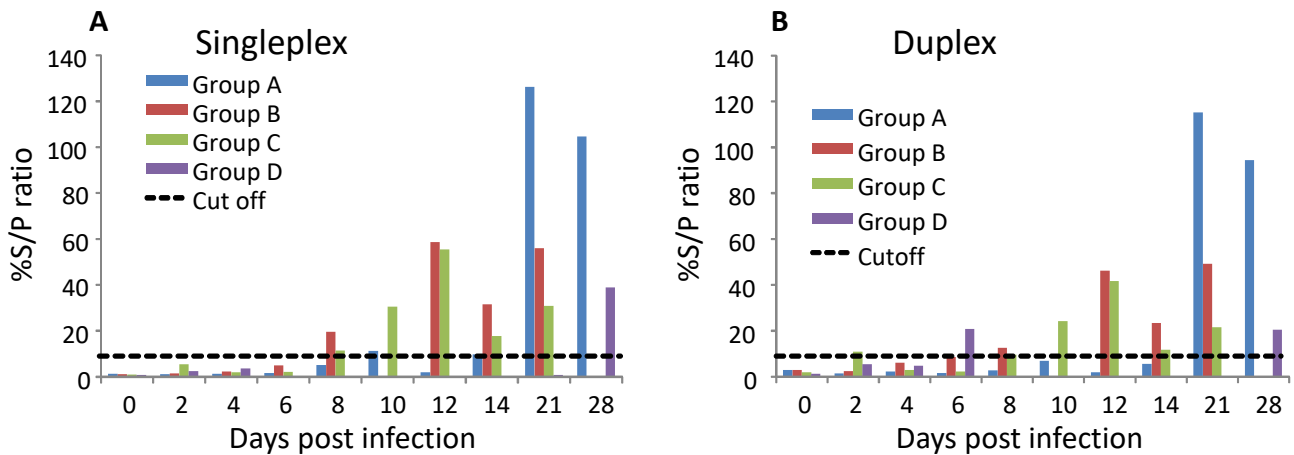 A
Singleplex
140
120
100
80
60
40
20
0
%S/P ratio
Group A
Group B
Group C
Group D
Cut off
0 2 4 6 8 10 12 14 21 28
Days post infection
B
Duplex
140
120
100
80
60
40
20
0
%S/P ratio
Group A
Group B
Group C
Group D
Cutoff
0 2 4 6 8 10 12 14 21 28
Days post infection